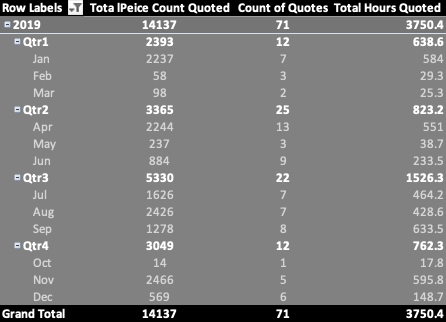 Row Labels Tota lPeice Count Quoted Count of Quotes Total Hours Quoted
2019 14137 71 3750.4
Qtr1 2393 12 638.6
Jan 2237 7 584
Feb 58 3 29.3
Mar 98 2 25.3
Qtr2 3365 25 823.2
Apr 2244 13 551
May 237 3 38.7
Jun 884 9 233.5
Qtr3 5330 22 1526.3
Jul 1626 7 464.2
Aug 2426 7 428.6
Sep 1278 8 633.5
Qtr4 3049 12 762.3
Oct 14 1 17.8
Nov 2466 5 595.8
Dec 569 6 148.7
Grand Total 14137 71 3750.4